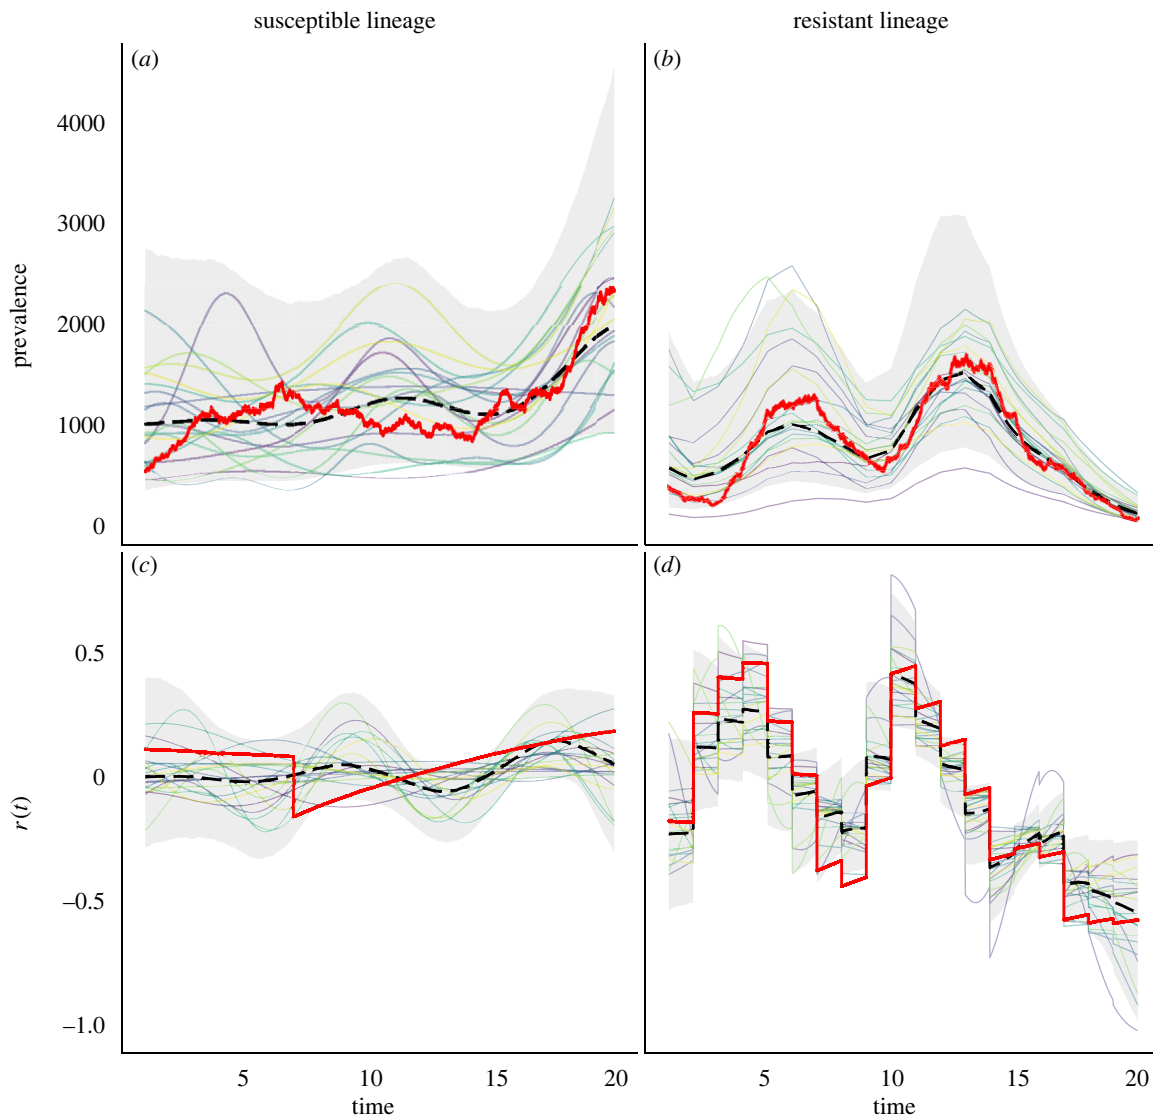 susceptible lineage
resistant lineage
(a)
(b)
4000
3000
2000
1000
0
prevalence
(c)
(d)
0.5
0
–0.5
–1.0
r(t)
5
10
15
20
5
10
15
20
time
time